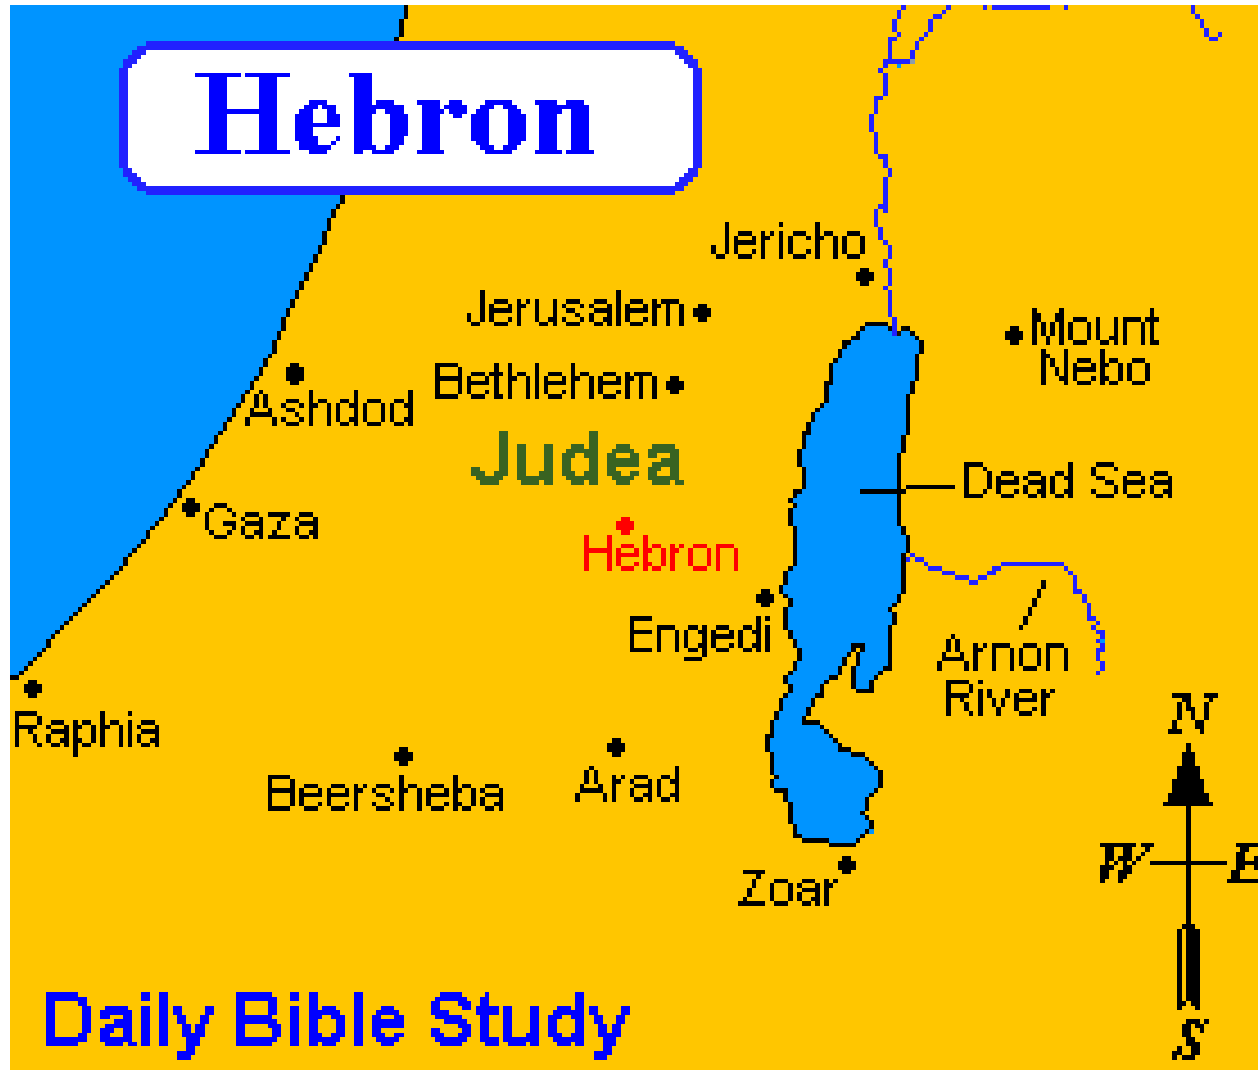 Hebron
Jericho
Jerusalem
Mount
Nebo
Bethlehem
Ashdod
Judea
Dead Sea
Gaza
Hebron
Engedi
Arnon
River
Raphia
Beersheba
Arad
Zoar
N
W E
S
Daily Bible Study